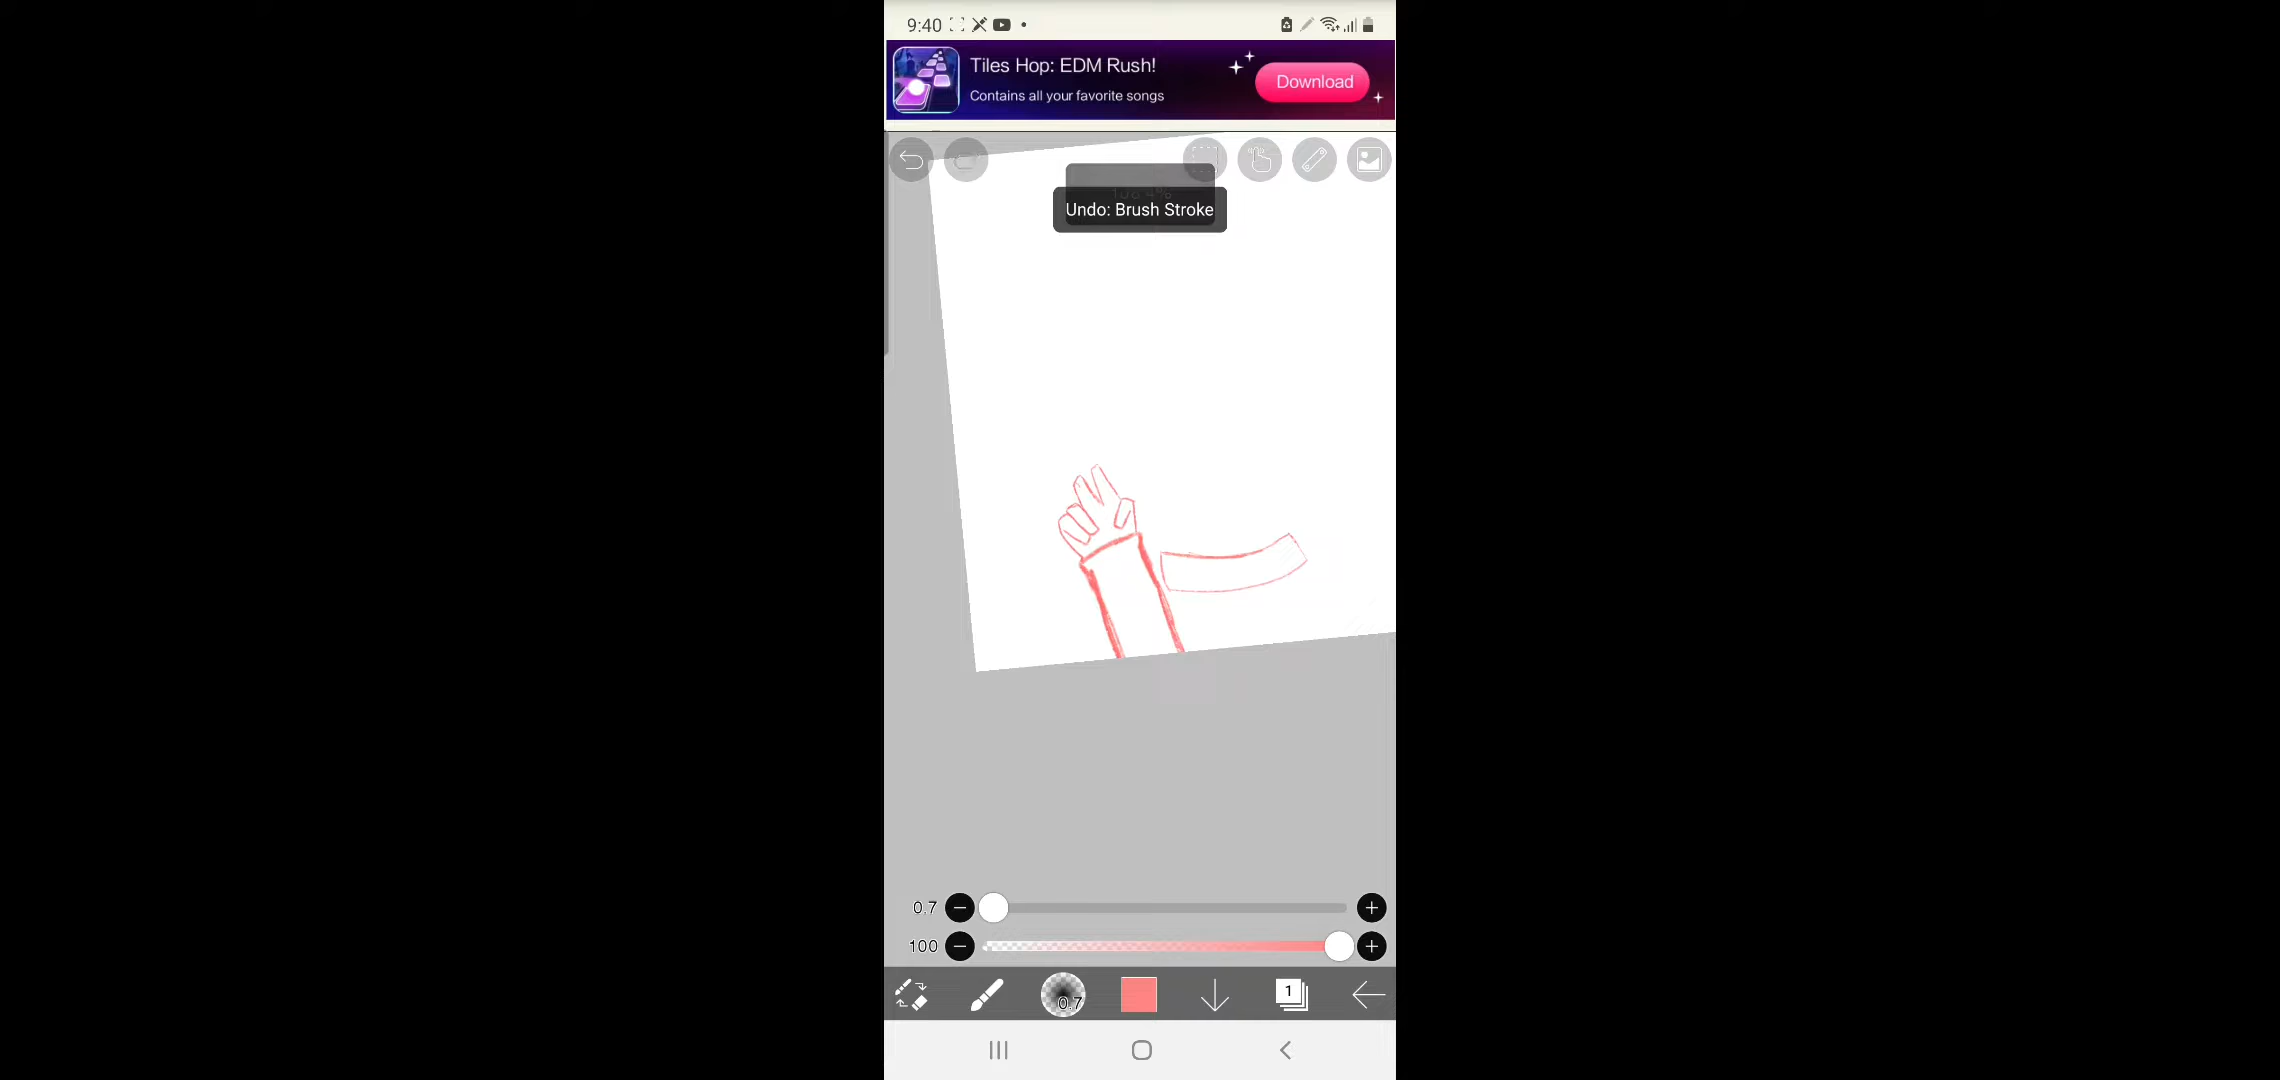 9:40
Tiles Hop: EDM Rush!
Contains all your favorite songs
Download
Undo: Brush Stroke
0.7
100
0.7
1